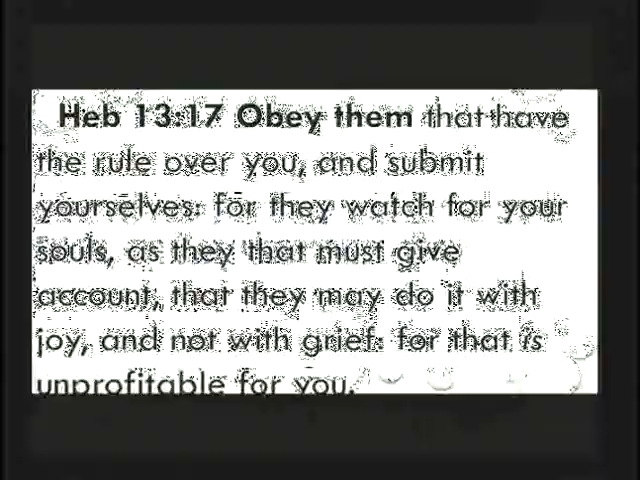 Heb 13:17 Obey them that have
the rule over you, and submit
yourselves: for they watch for your
souls, as they that must give
account, that they may do it with
joy, and not with grief: for that is
unprofitable for you.